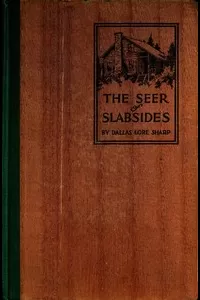 THE SEER
OF
SLABSIDES
BY DALLAS LORE SHARP